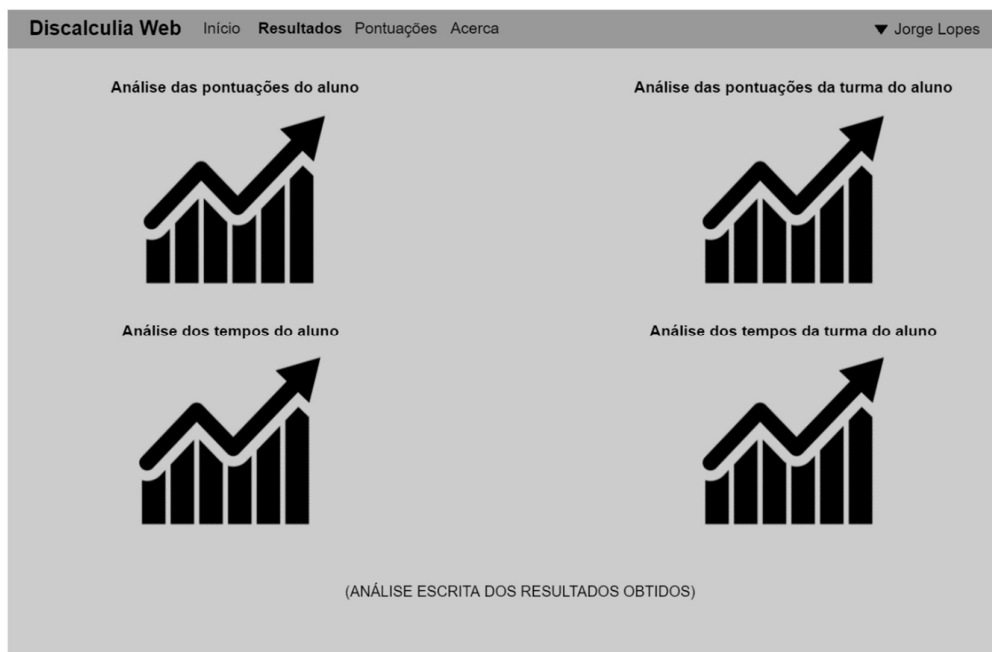 Discalculia Web Início Resultados Pontuações Acerca Jorge Lopes
Análise das pontuações do aluno
Análise das pontuações da turma do aluno
Análise dos tempos do aluno
Análise dos tempos da turma do aluno
(ANÁLISE ESCRITA DOS RESULTADOS OBTIDOS)